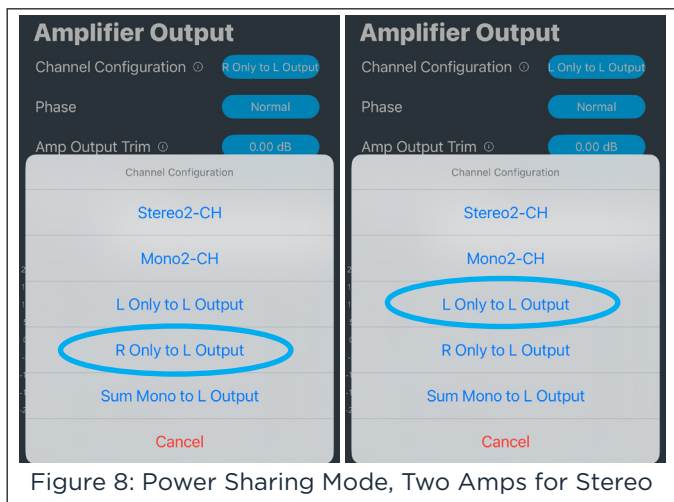 Amplifier Output
Channel Configuration R Only to L Output
Phase Normal
Amp Output Trim 0.00 dB
Channel Configuration
Stereo2-CH
Mono2-CH
L Only to L Output
R Only to L Output
Sum Mono to L Output
Cancel
Amplifier Output
Channel Configuration L Only to L Output
Phase Normal
Amp Output Trim 0.00 dB
Channel Configuration
Stereo2-CH
Mono2-CH
L Only to L Output
R Only to L Output
Sum Mono to L Output
Cancel
Figure 8: Power Sharing Mode, Two Amps for Stereo